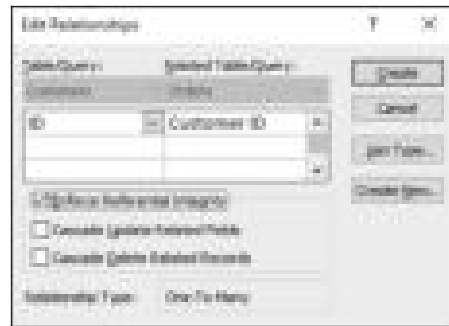 Edit Relationships ? ×
Table/Query: Related Table/Query:
Customers Orders
Create
ID Customer ID
Cancel
Join Type...
Create New...
Enforce Referential Integrity
Cascade Update Related Fields
Cascade Delete Related Records
Relationship Type: One-To-Many